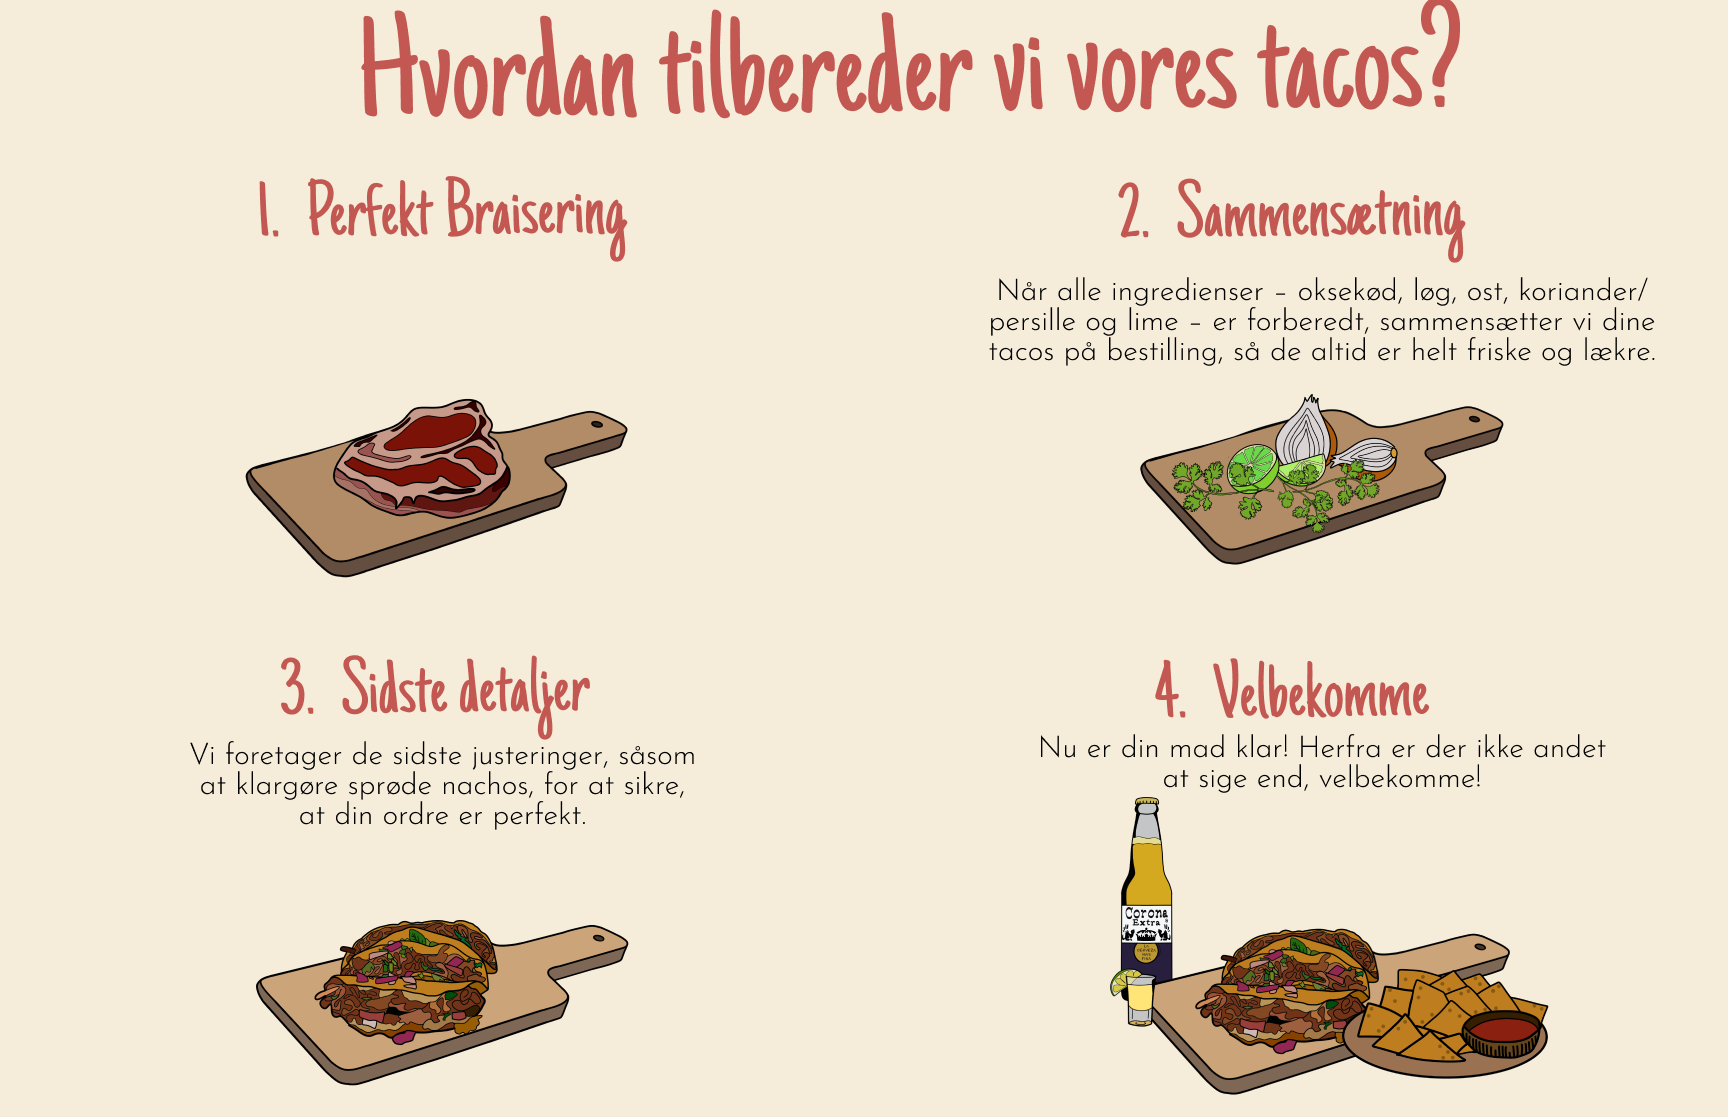 Hvordan tilbereder vi vores tacos?
1. Perfekt Braisering
2. Sammensætning
Når alle ingredienser – oksekød, løg, ost, koriander/
persille og lime – er forberedt, sammensætter vi dine
tacos på bestilling, så de altid er helt friske og lækre.
3. Sidste detaljer
Vi foretager de sidste justeringer, såsom
at klargøre sprøde nachos, for at sikre,
at din ordre er perfekt.
4. Velbekomme
Nu er din mad klar! Herfra er der ikke andet
at sige end, velbekomme!
Corona
Extra